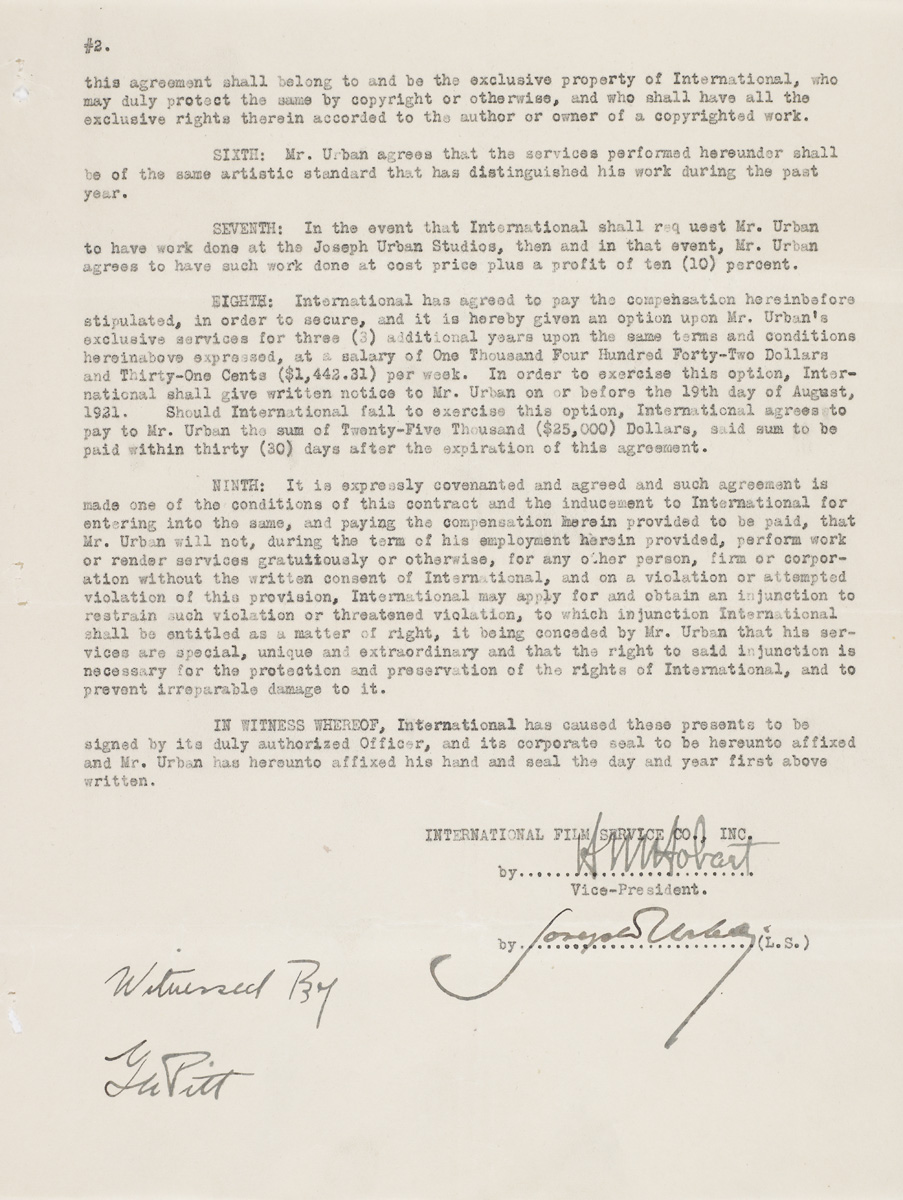 #2.
this agreement shall belong to and be the exclusive property of International, who
may duly protect the same by copyright or otherwise, and who shall have all the
exclusive rights therein accorded to the author or owner of a copyrighted work.
SIXTH: Mr. Urban agrees that the services performed hereunder shall
be of the same artistic standard that has distinguished his work during the past
year.
SEVENTH: In the event that International shall req uest Mr. Urban
to have work done at the Joseph Urban Studios, then and in that event, Mr. Urban
agrees to have such work done at cost price plus a profit of ten (10) percent.
EIGHTH: International has agreed to pay the compensation hereinbefore
stipulated, in order to secure, and it is hereby given an option upon Mr. Urban's
exclusive services for three (3) additional years upon the same terms and conditions
hereinabove expressed, at a salary of One Thousand Four Hundred Forty-Two Dollars
and Thirty-One Cents ($1,442.31) per week. In order to exercise this option, Inter-
national shall give written notice to Mr. Urban on or before the 19th day of August,
1921. Should International fail to exercise this option, International agrees to
pay to Mr. Urban the sum of Twenty-Five Thousand ($25,000) Dollars, said sum to be
paid within thirty (30) days after the expiration of this agreement.
NINTH: It is expressly covenanted and agreed and such agreement is
made one of the conditions of this contract and the inducement to International for
entering into the same, and paying the compensation herein provided to be paid, that
Mr. Urban will not, during the term of his employment herein provided, perform work
or render services gratuitously or otherwise, for any other person, firm or corpor-
ation without the written consent of International, and on a violation or attempted
violation of this provision, International may apply for and obtain an injunction to
restrain such violation or threatened violation, to which injunction International
shall be entitled as a matter of right, it being conceded by Mr. Urban that his ser-
vices are special, unique and extraordinary and that the right to said injunction is
necessary for the protection and preservation of the rights of International, and to
prevent irreparable damage to it.
IN WITNESS WHEREOF, International has caused these presents to be
signed by its duly authorized Officer, and its corporate seal to be hereunto affixed
and Mr. Urban has hereunto affixed his hand and seal the day and year first above
written.
INTERNATIONAL FILM SERVICE CO., INC.
by.......................... Hobart
Vice-President.
by.......................... Joseph Urban (L.S.)
Witnessed By
Pitt